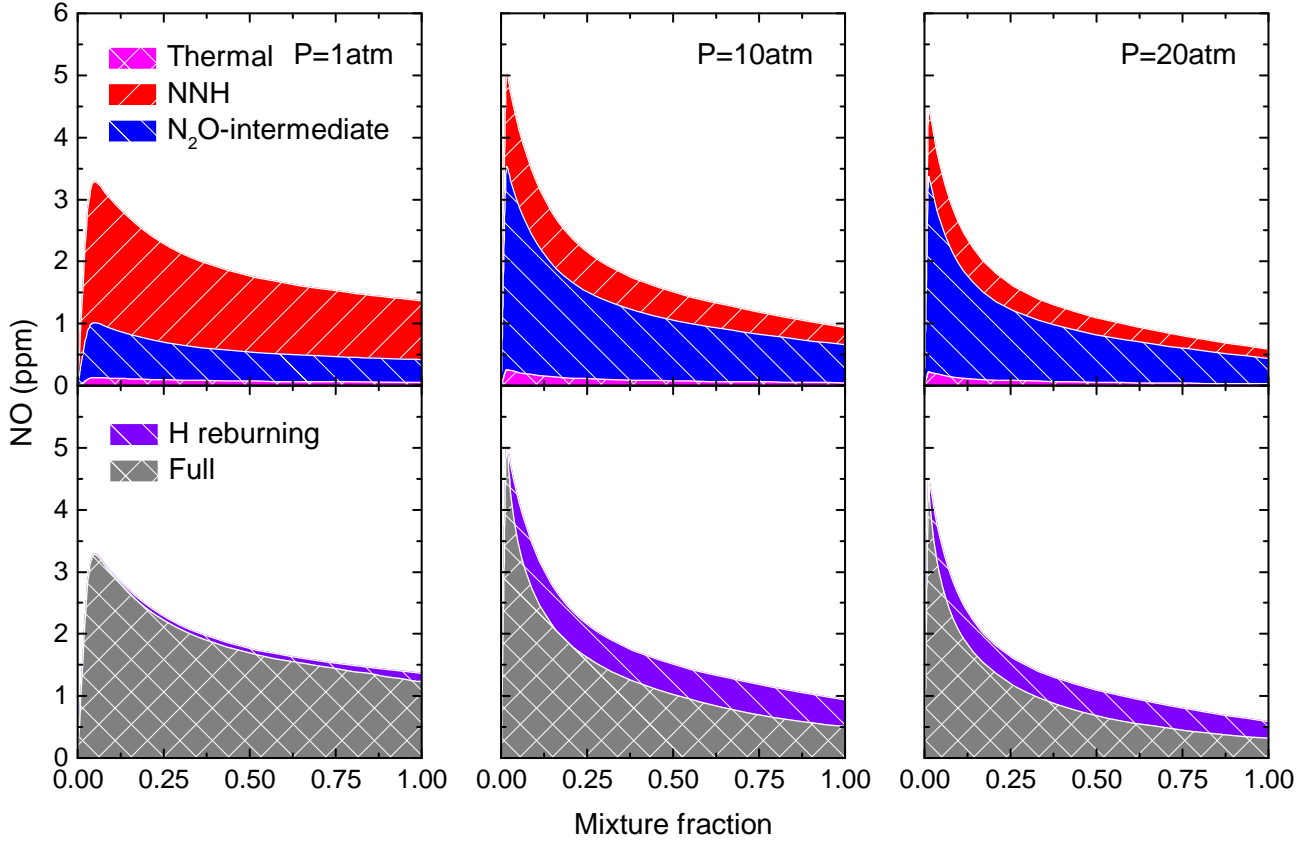 6
5
4
3
2
1
0
Thermal
NNH
N₂O-intermediate
P=1atm
P=10atm
P=20atm
NO (ppm)
5
4
3
2
1
0
H reburning
Full
0.00 0.25 0.50 0.75 1.00
0.00 0.25 0.50 0.75 1.00
0.00 0.25 0.50 0.75 1.00
Mixture fraction